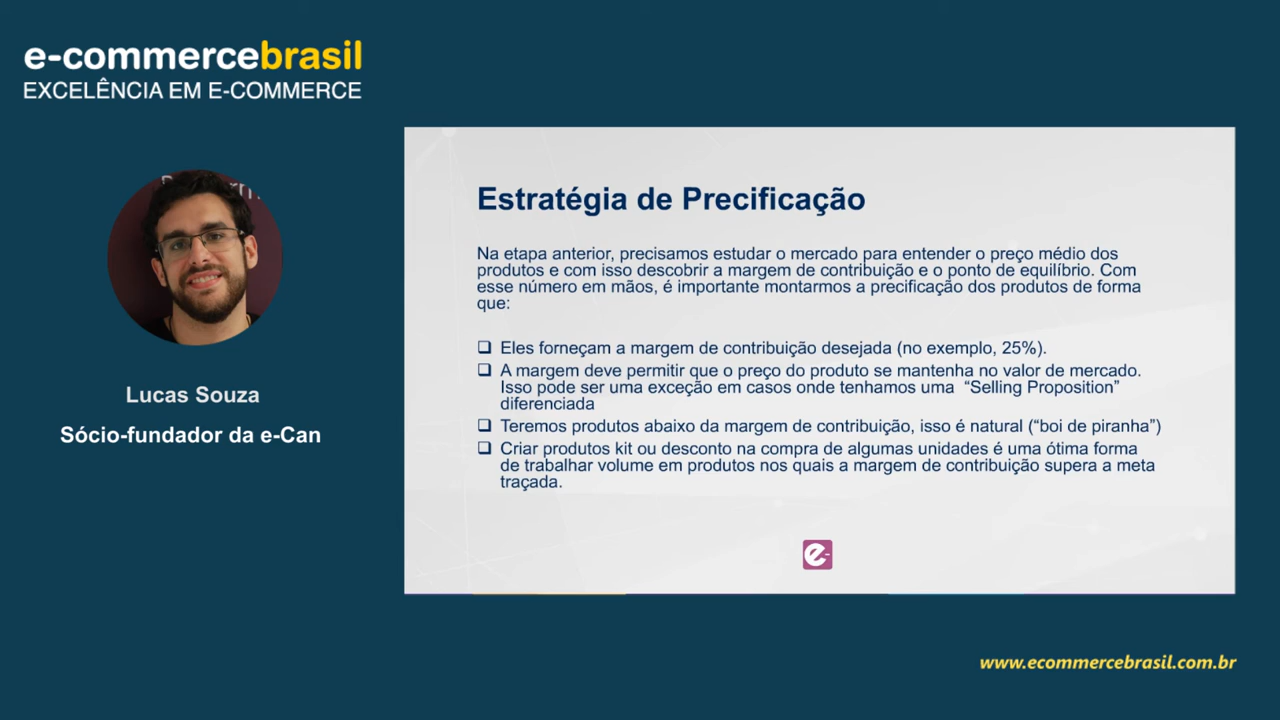 e-commercebrasil
EXCELÊNCIA EM E-COMMERCE
Lucas Souza
Sócio-fundador da e-Can
Estratégia de Precificação
Na etapa anterior, precisamos estudar o mercado para entender o preço médio dos
produtos e com isso descobrir a margem de contribuição e o ponto de equilíbrio. Com
esse número em mãos, é importante montarmos a precificação dos produtos de forma
que:
❑ Eles forneçam a margem de contribuição desejada (no exemplo, 25%).
❑ A margem deve permitir que o preço do produto se mantenha no valor de mercado.
Isso pode ser uma exceção em casos onde tenhamos uma “Selling Proposition”
diferenciada
❑ Teremos produtos abaixo da margem de contribuição, isso é natural (“boi de piranha”)
❑ Criar produtos kit ou desconto na compra de algumas unidades é uma ótima forma
de trabalhar volume em produtos nos quais a margem de contribuição supera a meta
traçada.
e-
www.ecommercebrasil.com.br